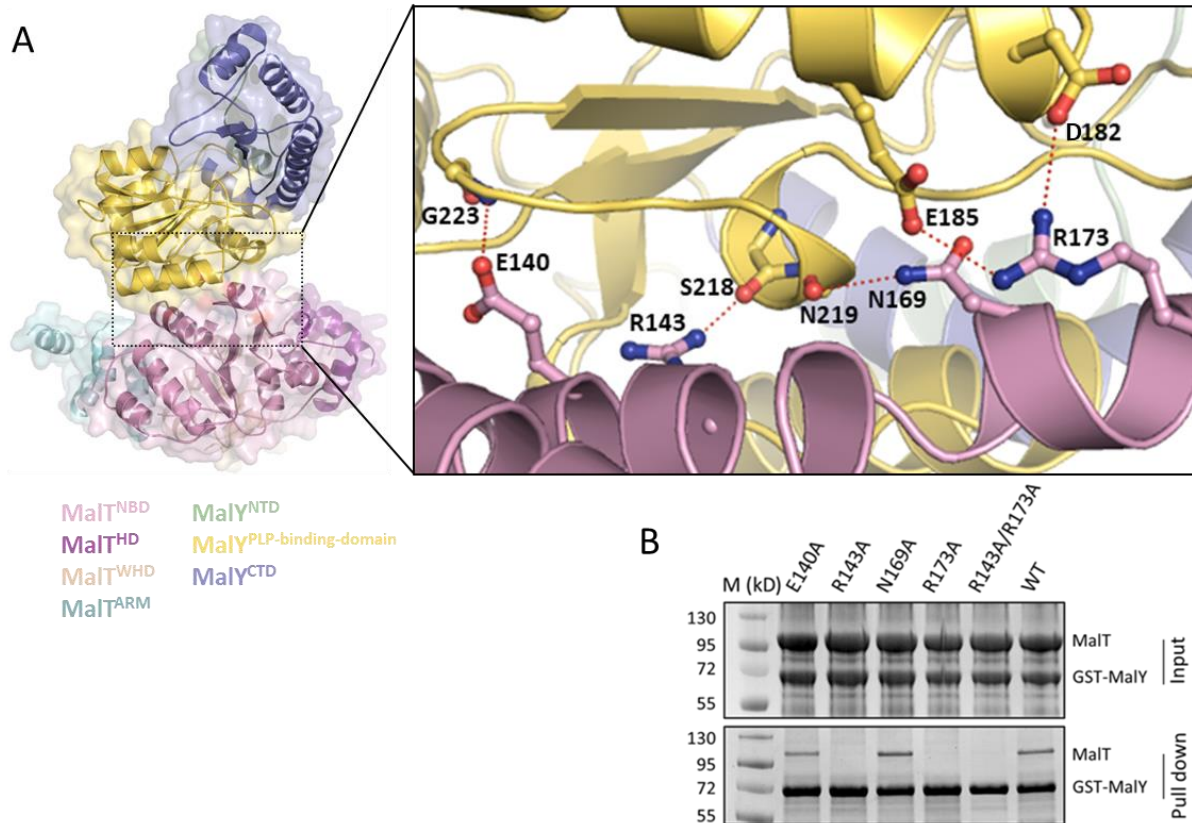 A
G223
E140
R143
S218
N219
N169
E185
R173
D182
MalT^NBD MalY^NTD
MalT^HD MalY^PLP-binding-domain
MalT^WHD MalY^CTD
MalT^ARM
B
M (kD) E140A R143A N169A R173A R143A/R173A WT
130
95 MalT
72 GST-MalY
55
Input
130
95 MalT
72 GST-MalY
55
Pull down